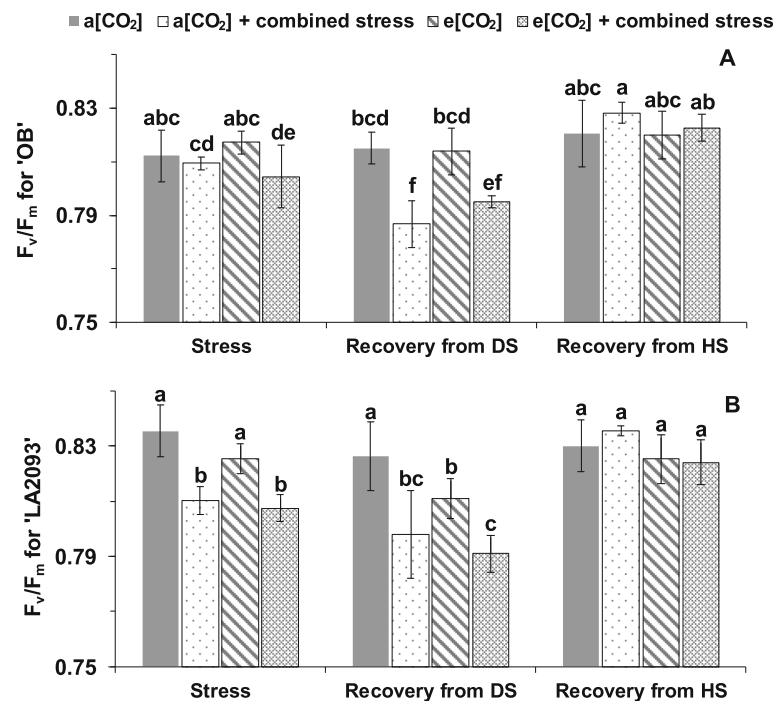 a[CO₂] a[CO₂] + combined stress e[CO₂] e[CO₂] + combined stress
A
Fᵥ/Fₘ for 'OB'
0.83
0.79
0.75
abc cd abc de
bcd f bcd ef
abc a abc ab
Stress Recovery from DS Recovery from HS
B
Fᵥ/Fₘ for 'LA2093'
0.83
0.79
0.75
a b a b
a bc b c
a a a a
Stress Recovery from DS Recovery from HS